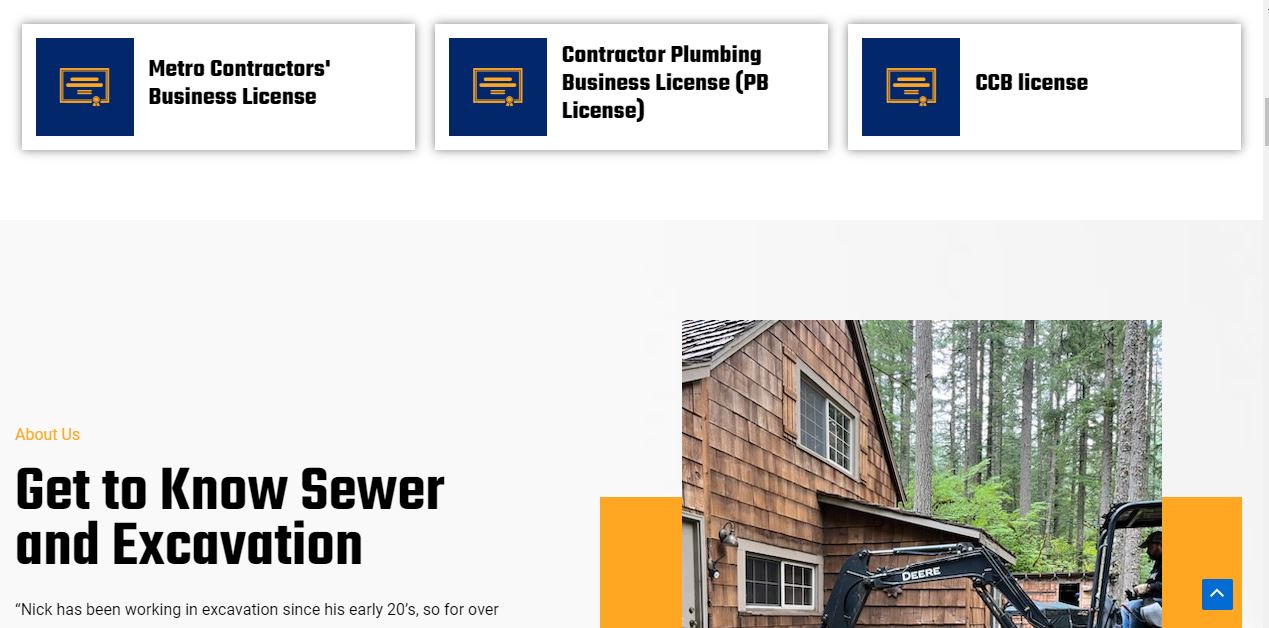 Metro Contractors'
Business License
Contractor Plumbing
Business License (PB
License)
CCB license
About Us
Get to Know Sewer
and Excavation
“Nick has been working in excavation since his early 20’s, so for over
DEERE